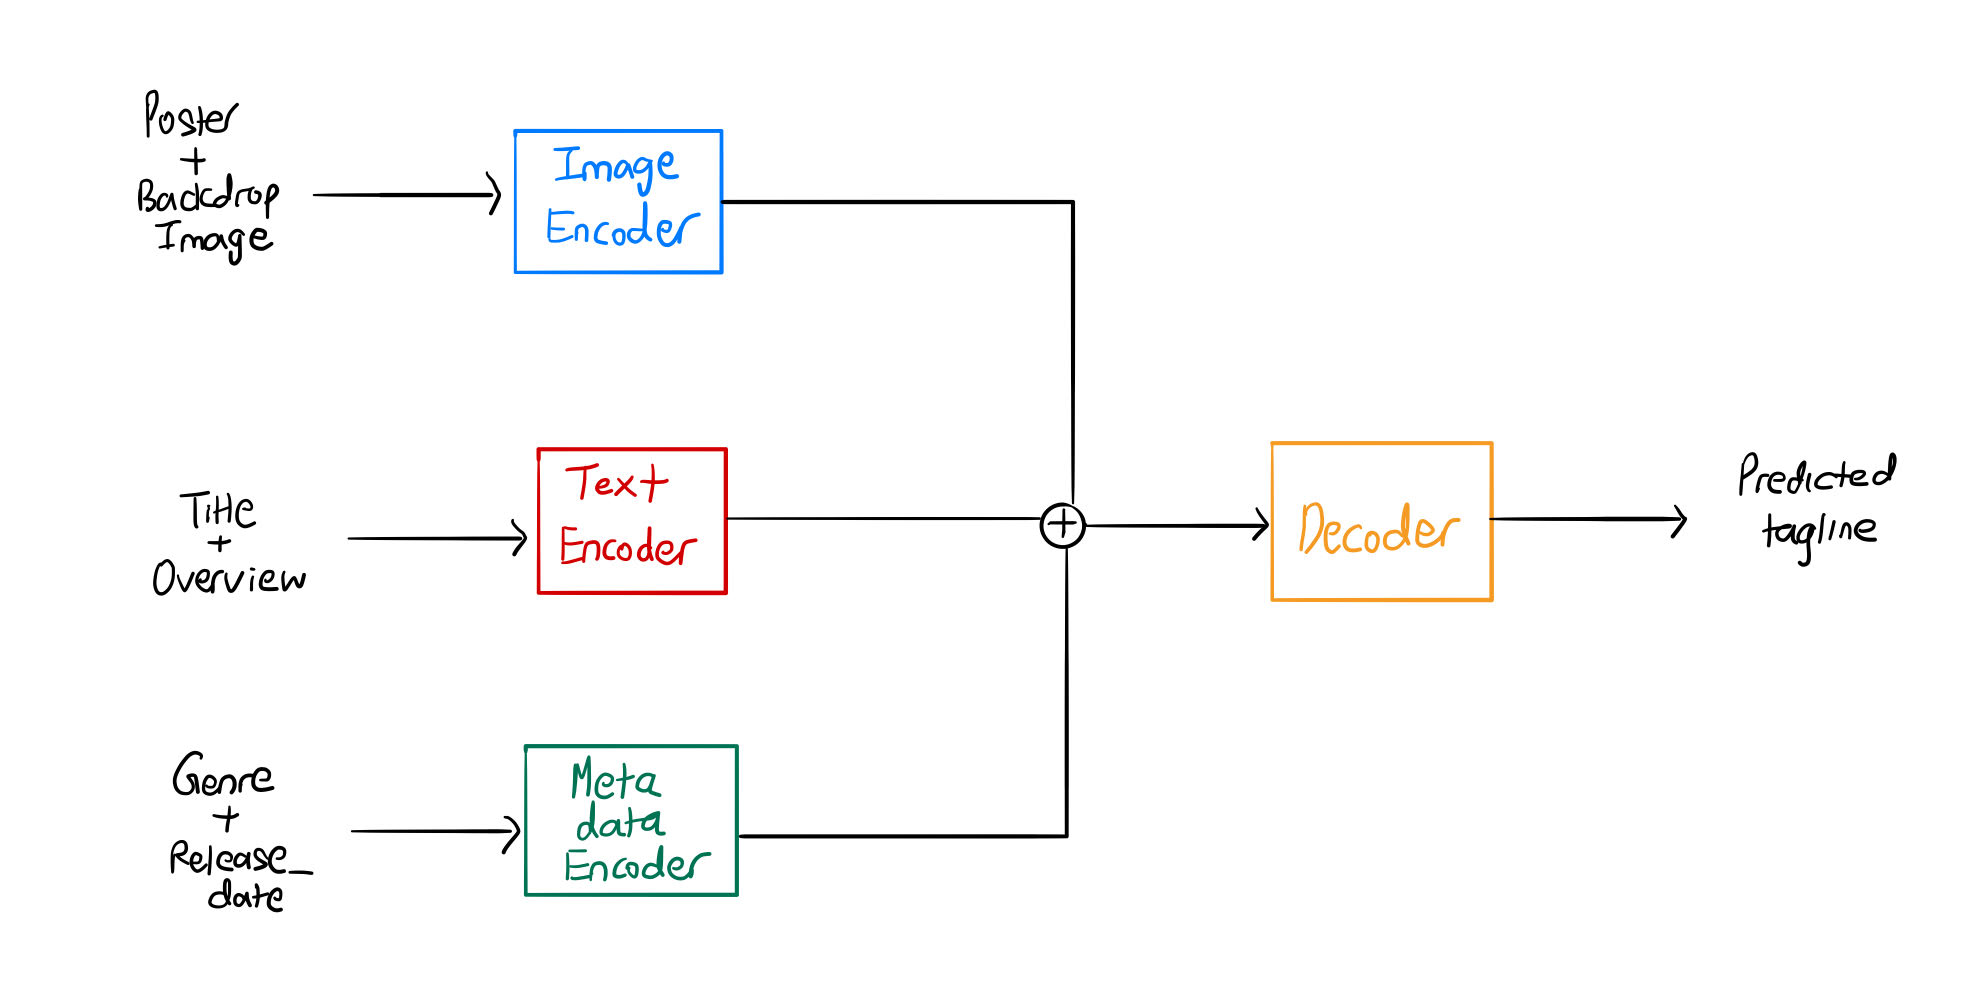 Poster
+
Backdrop
Image
Image
Encoder
Title
+
Overview
Text
Encoder
+
Decoder
Predicted
tagline
Genre
+
Release_
date
Meta
data
Encoder